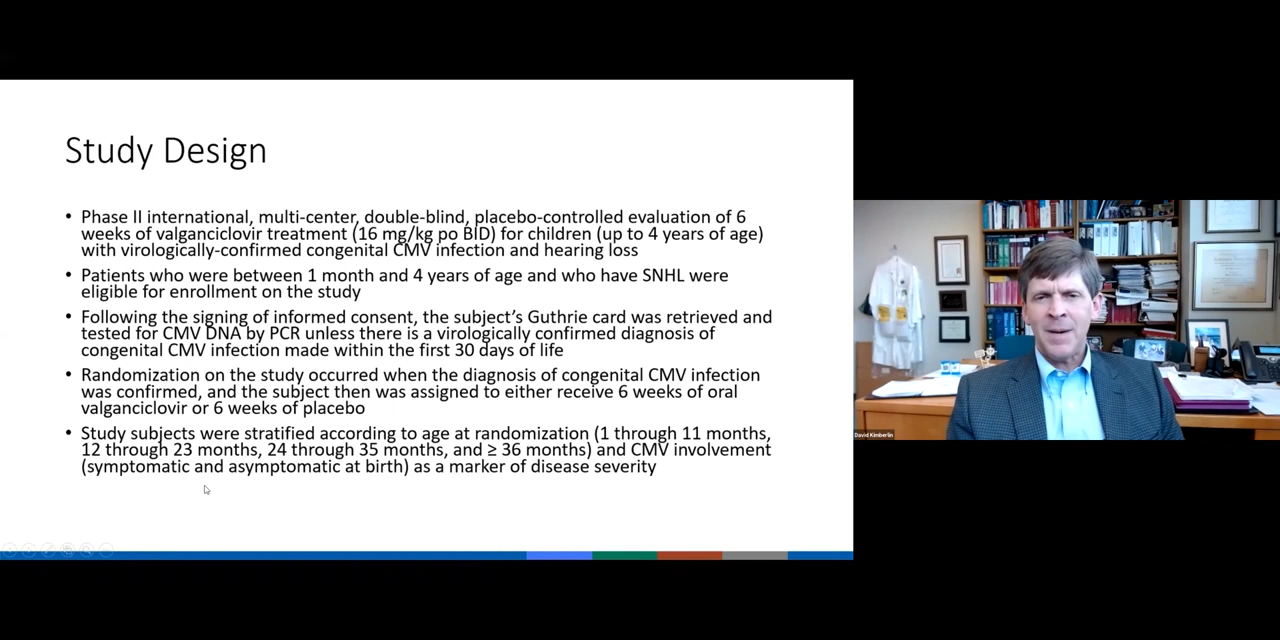 Study Design
• Phase II international, multi-center, double-blind, placebo-controlled evaluation of 6
weeks of valganciclovir treatment (16 mg/kg po BID) for children (up to 4 years of age)
with virologically-confirmed congenital CMV infection and hearing loss
• Patients who were between 1 month and 4 years of age and who have SNHL were
eligible for enrollment on the study
• Following the signing of informed consent, the subject's Guthrie card was retrieved and
tested for CMV DNA by PCR unless there is a virologically confirmed diagnosis of
congenital CMV infection made within the first 30 days of life
• Randomization on the study occurred when the diagnosis of congenital CMV infection
was confirmed, and the subject then was assigned to either receive 6 weeks of oral
valganciclovir or 6 weeks of placebo
• Study subjects were stratified according to age at randomization (1 through 11 months,
12 through 23 months, 24 through 35 months, and ≥ 36 months) and CMV involvement
(symptomatic and asymptomatic at birth) as a marker of disease severity
David Kimberlin